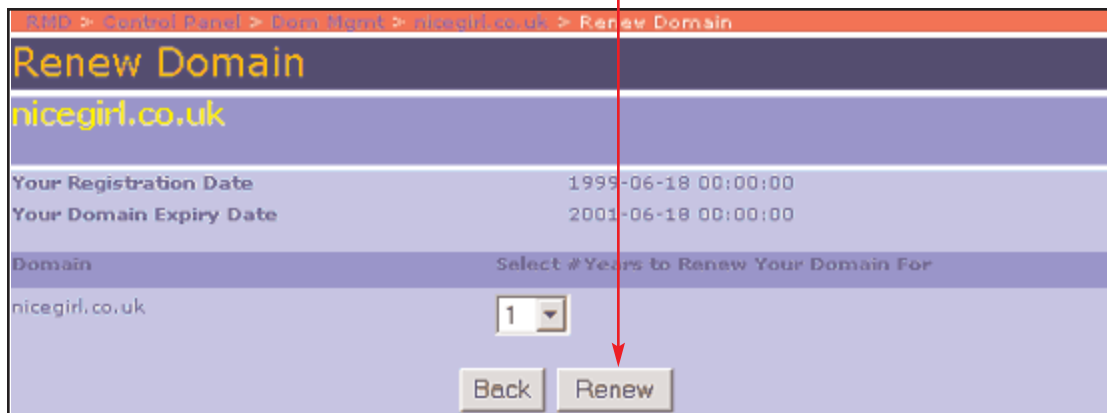 RMD > Control Panel > Dom Mgmt > nicegirl.co.uk > Renew Domain
Renew Domain
nicegirl.co.uk
Your Registration Date 1999-06-18 00:00:00
Your Domain Expiry Date 2001-06-18 00:00:00
Domain Select #Years to Renew Your Domain For
nicegirl.co.uk 1
Back Renew